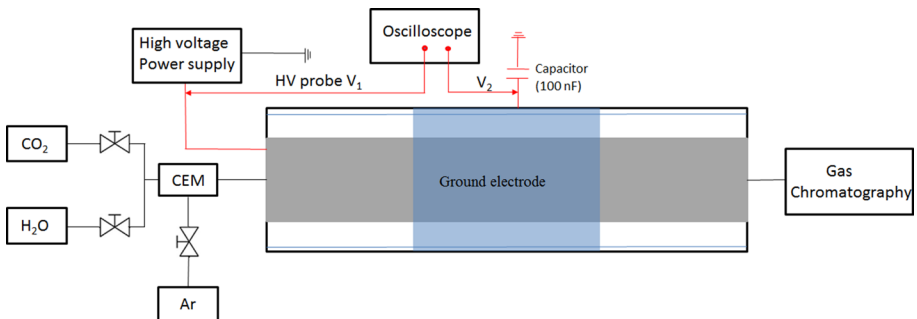 High voltage
Power supply
Oscilloscope
HV probe V₁
V₂
Capacitor
(100 nF)
CO₂
CEM
H₂O
Ar
Ground electrode
Gas
Chromatography